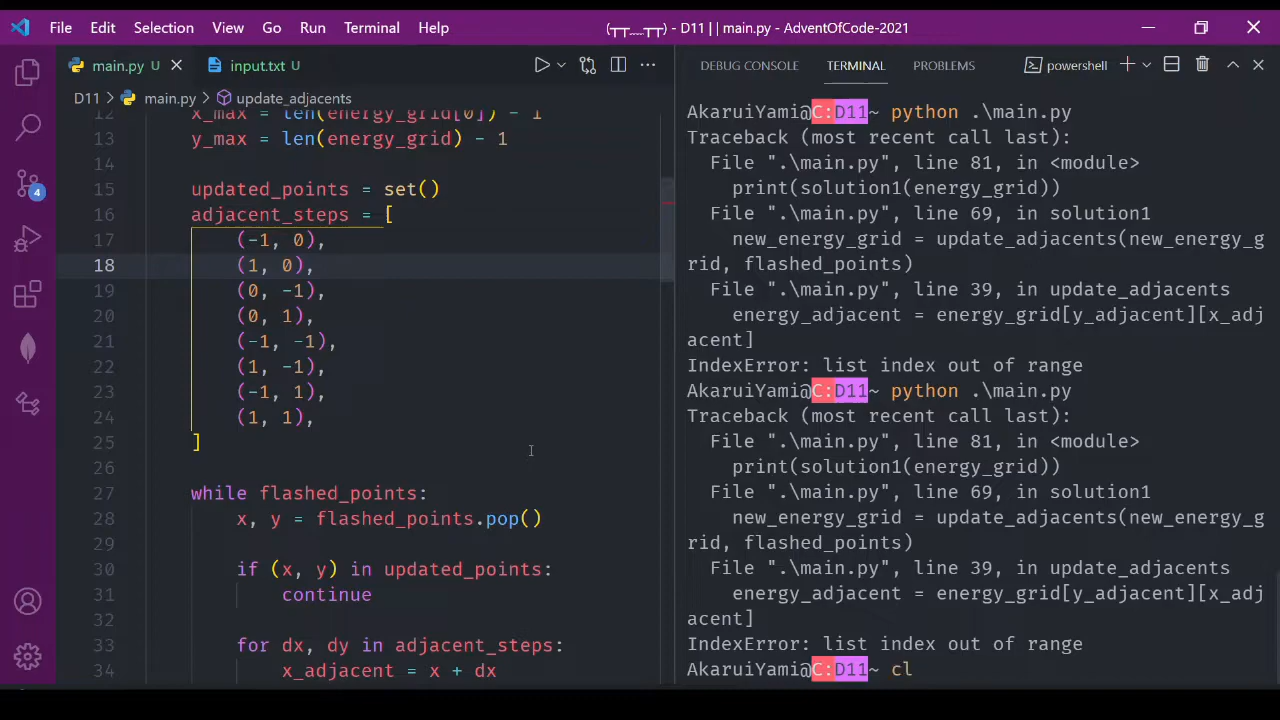 File Edit Selection View Go Run Terminal Help (┬┬﹏┬┬) - D11 | main.py - AdventOfCode-2021
main.py U input.txt U
D11 > main.py > update_adjacents
12 x_max = len(energy_grid[0]) - 1
13 y_max = len(energy_grid) - 1
14
15 updated_points = set()
16 adjacent_steps = [
17 (-1, 0),
18 (1, 0),
19 (0, -1),
20 (0, 1),
21 (-1, -1),
22 (1, -1),
23 (-1, 1),
24 (1, 1),
25 ]
26
27 while flashed_points:
28 x, y = flashed_points.pop()
29
30 if (x, y) in updated_points:
31 continue
32
33 for dx, dy in adjacent_steps:
34 x_adjacent = x + dx
4
DEBUG CONSOLE TERMINAL PROBLEMS powershell
AkaruiYami@C:D11~ python .\main.py
Traceback (most recent call last):
File ".\main.py", line 81, in <module>
print(solution1(energy_grid))
File ".\main.py", line 69, in solution1
new_energy_grid = update_adjacents(new_energy_g
rid, flashed_points)
File ".\main.py", line 39, in update_adjacents
energy_adjacent = energy_grid[y_adjacent][x_adj
acent]
IndexError: list index out of range
AkaruiYami@C:D11~ python .\main.py
Traceback (most recent call last):
File ".\main.py", line 81, in <module>
print(solution1(energy_grid))
File ".\main.py", line 69, in solution1
new_energy_grid = update_adjacents(new_energy_g
rid, flashed_points)
File ".\main.py", line 39, in update_adjacents
energy_adjacent = energy_grid[y_adjacent][x_adj
acent]
IndexError: list index out of range
AkaruiYami@C:D11~ cl